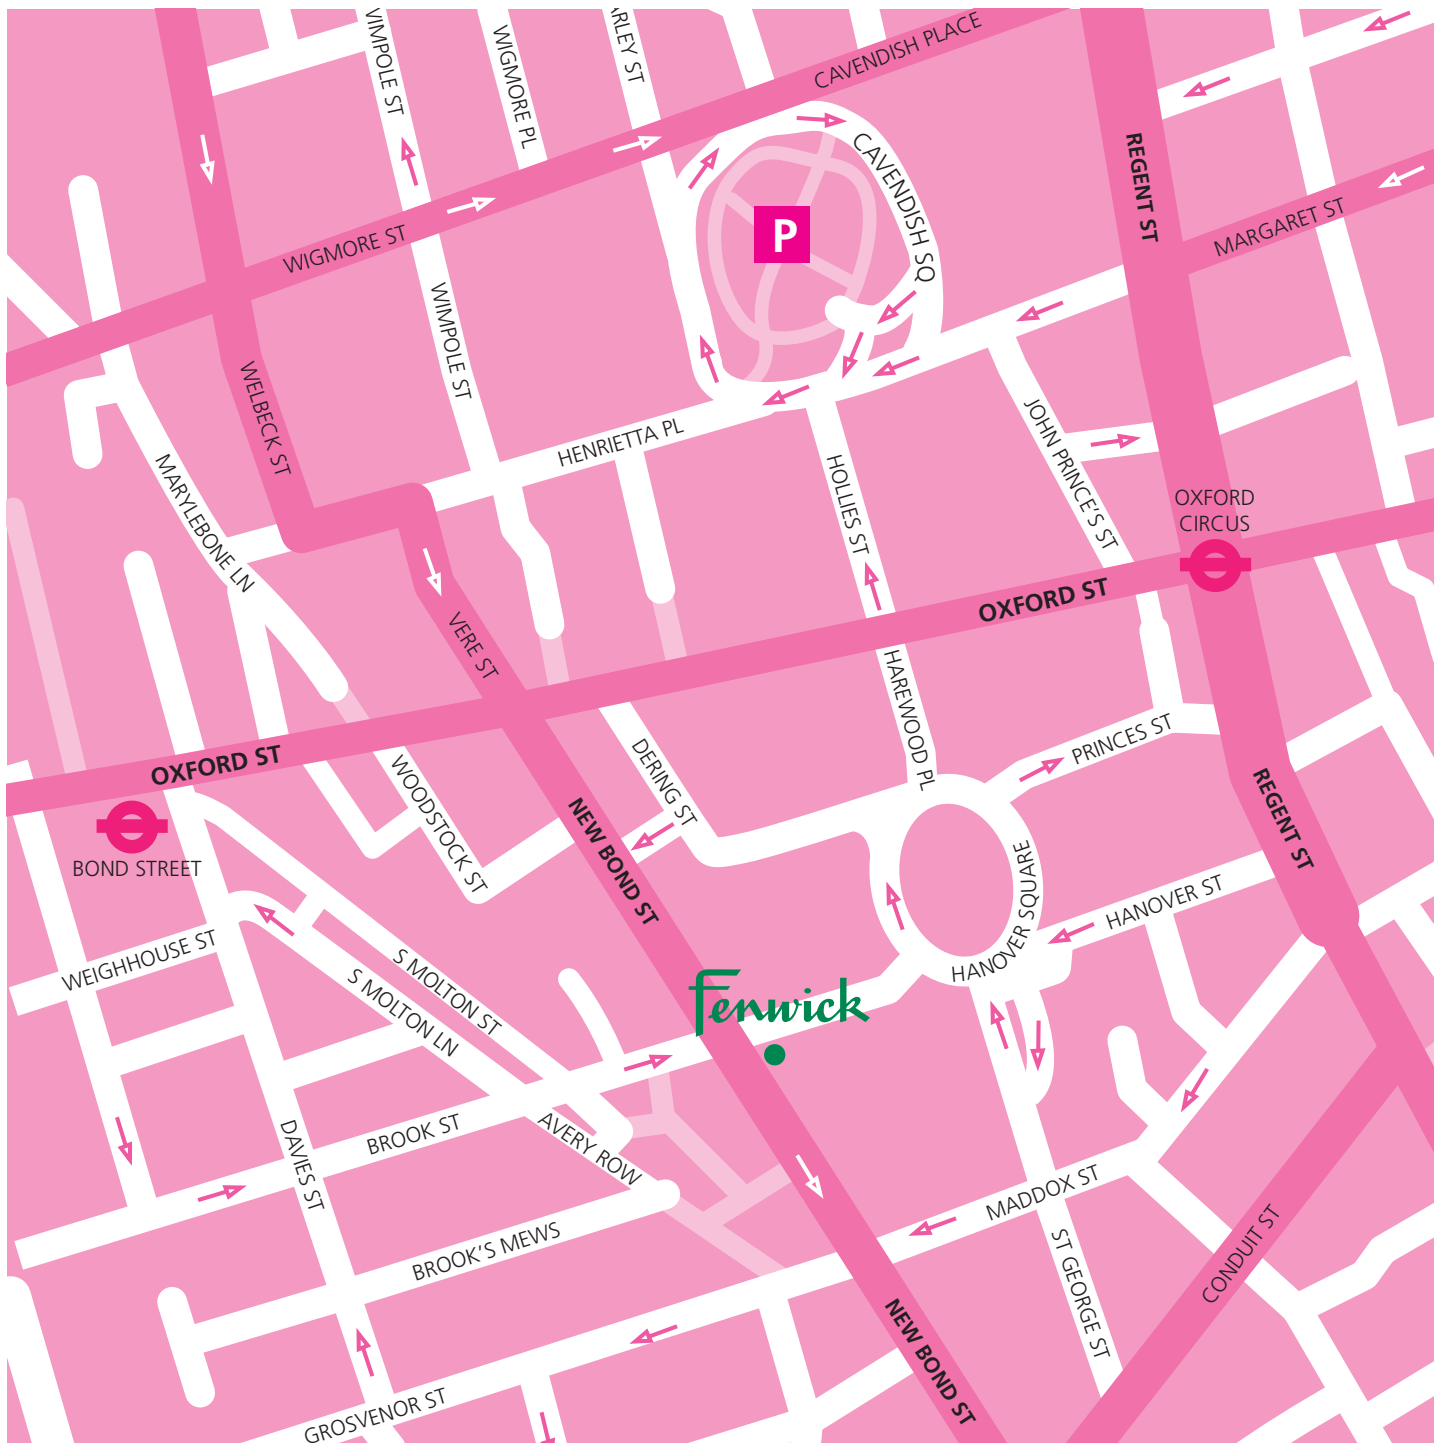 VIMPOLE ST
WIGMORE PL
RLEY ST
CAVENDISH PLACE
CAVENDISH SQ
REGENT ST
MARGARET ST
P
WIGMORE ST
WIMPOLE ST
WELBECK ST
HENRIETTA PL
JOHN PRINCE'S ST
HOLLIES ST
MARYLEBONE LN
OXFORD
CIRCUS
OXFORD ST
VERE ST
HAREWOOD PL
PRINCES ST
OXFORD ST
BOND STREET
WOODSTOCK ST
DERING ST
NEW BOND ST
REGENT ST
HANOVER SQUARE
HANOVER ST
WEIGHHOUSE ST
S MOLTON ST
S MOLTON LN
Fenwick
DAVIES ST
BROOK ST
AVERY ROW
BROOK'S MEWS
MADDOX ST
ST GEORGE ST
CONDUIT ST
NEW BOND ST
GROSVENOR ST